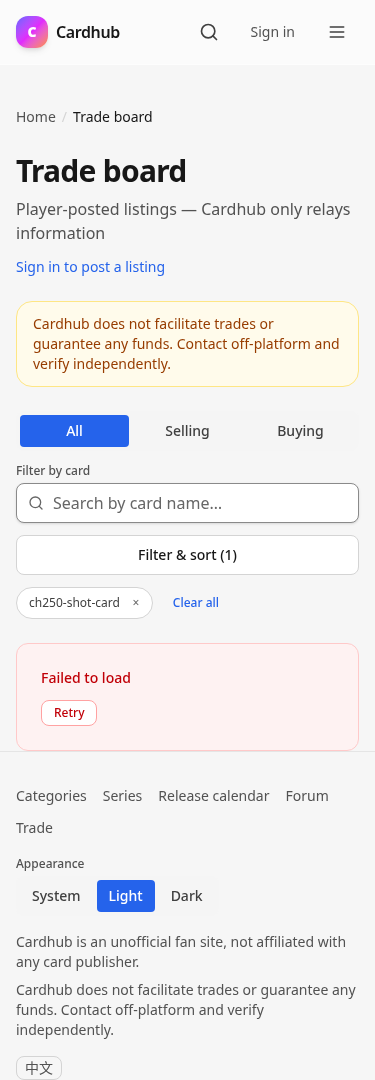 C Cardhub Sign in
Home / Trade board
Trade board
Player-posted listings — Cardhub only relays
information
Sign in to post a listing
Cardhub does not facilitate trades or
guarantee any funds. Contact off-platform and
verify independently.
All Selling Buying
Filter by card
Search by card name...
Filter & sort (1)
ch250-shot-card × Clear all
Failed to load
Retry
Categories Series Release calendar Forum
Trade
Appearance
System Light Dark
Cardhub is an unofficial fan site, not affiliated with
any card publisher.
Cardhub does not facilitate trades or guarantee any
funds. Contact off-platform and verify
independently.
中文